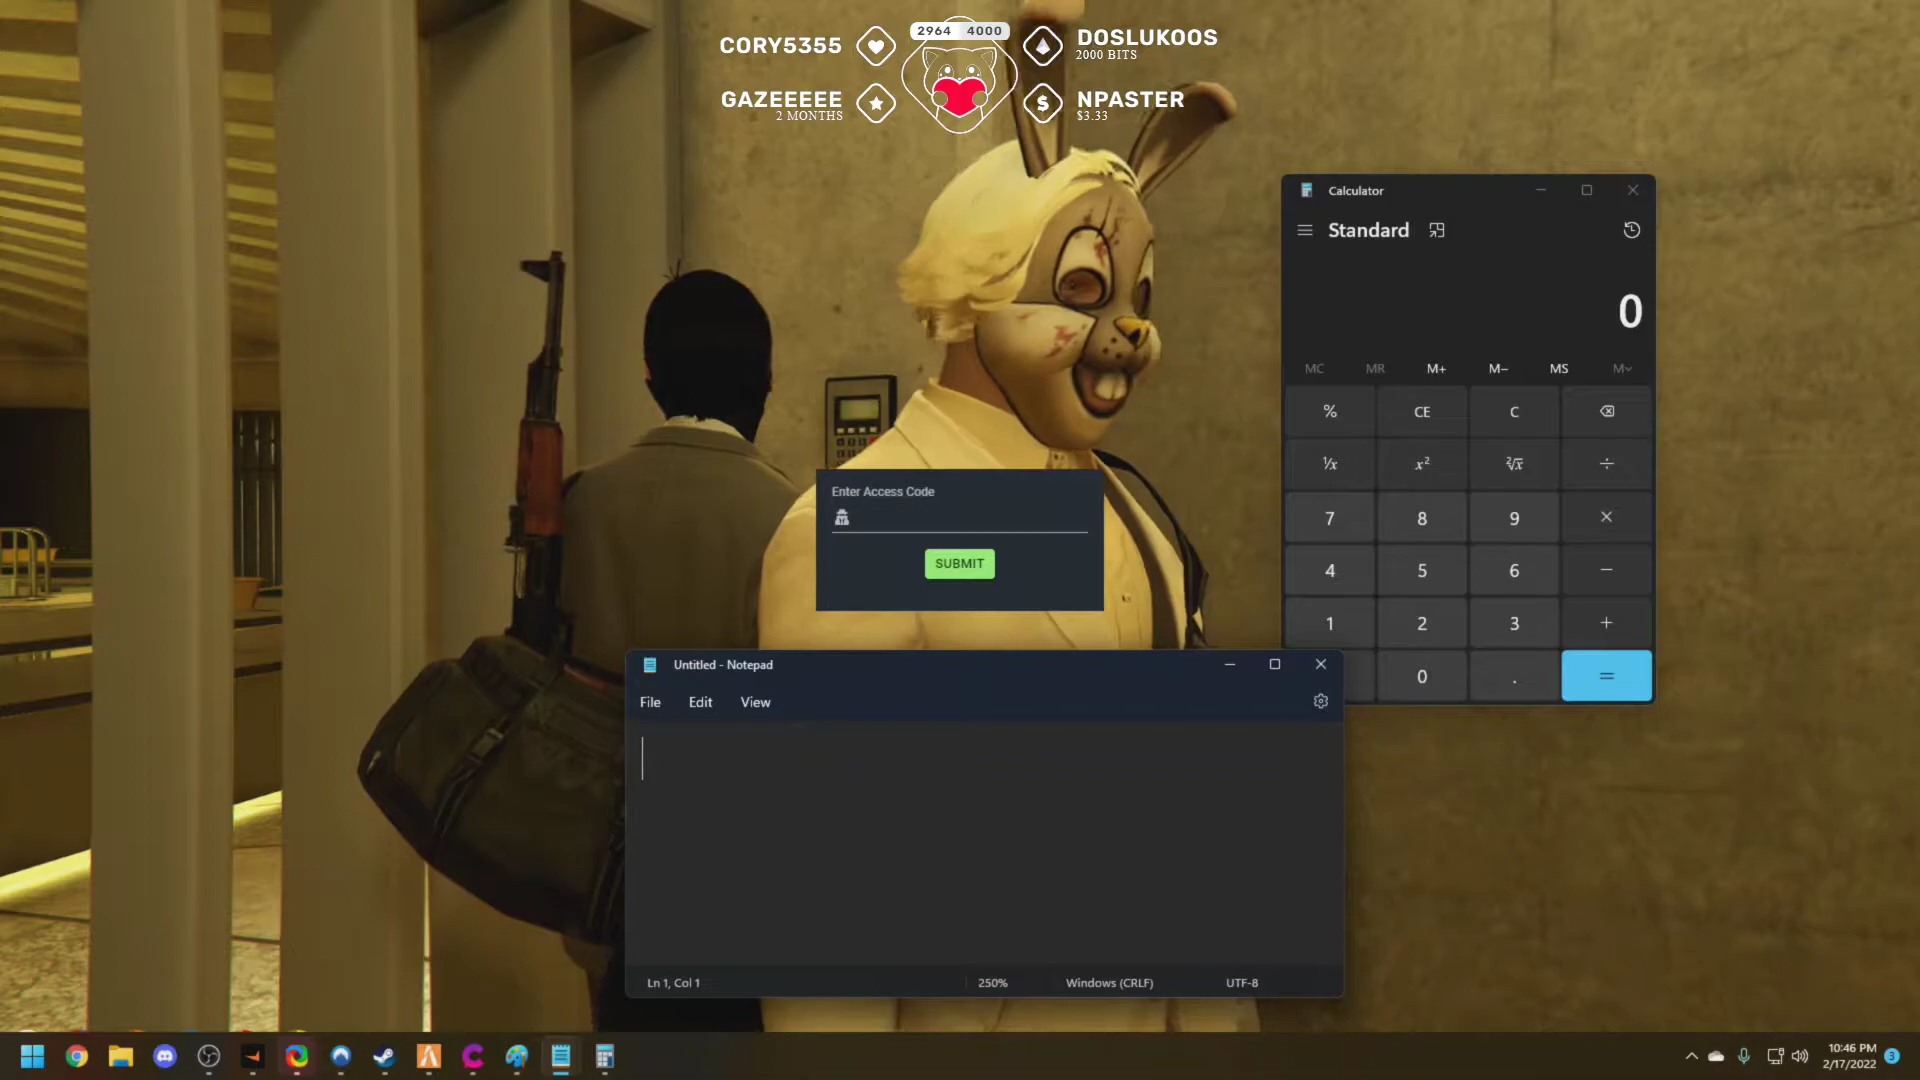 CORY5355
2964 4000
DOSLUKOOS
2000 BITS
GAZEEEEE
2 MONTHS
$
NPASTER
$3.33
Calculator
Standard
0
MC MR M+ M− MS M
% CE C
¹/x x² ²√x ÷
7 8 9 ×
4 5 6 −
1 2 3 +
0 . =
Enter Access Code
SUBMIT
Untitled - Notepad
File Edit View
Ln 1, Col 1 250% Windows (CRLF) UTF-8
10:46 PM
2/17/2022
3